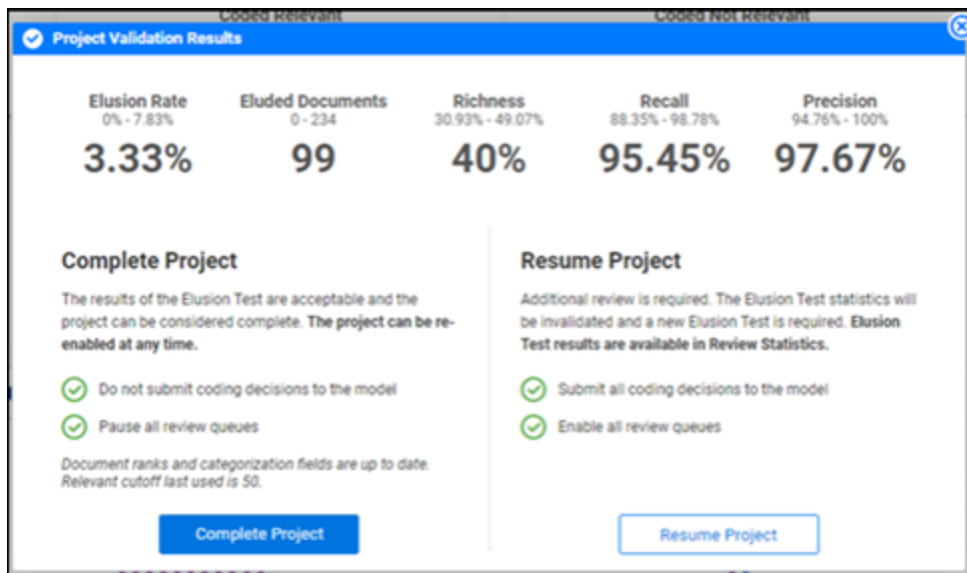 Coded Relevant Coded Not Relevant
Project Validation Results
Elusion Rate Eluded Documents Richness Recall Precision
0% - 7.83% 0 - 234 30.93% - 49.07% 88.35% - 98.78% 94.76% - 100%
3.33% 99 40% 95.45% 97.67%
Complete Project
The results of the Elusion Test are acceptable and the
project can be considered complete. The project can be re-
enabled at any time.
Do not submit coding decisions to the model
Pause all review queues
Document ranks and categorization fields are up to date.
Relevant cutoff last used is 50.
Complete Project
Resume Project
Additional review is required. The Elusion Test statistics will
be invalidated and a new Elusion Test is required. Elusion
Test results are available in Review Statistics.
Submit all coding decisions to the model
Enable all review queues
Resume Project